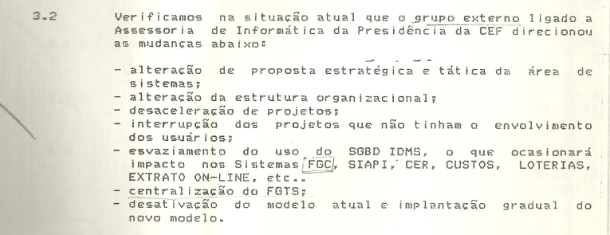 3.2 Verificamos na situação atual que o grupo externo ligado a
Assessoria de Informática da Presidência da CEF direcionou
as mudanças abaixo:
- alteração de proposta estratégica e tática da área de
sistemas;
- alteração da estrutura organizacional;
- desaceleração de projetos;
- interrupção dos projetos que não tinham o envolvimento
dos usuários;
- esvaziamento do uso do SGBD IDMS, o que ocasionará
impacto nos Sistemas FGC, SIAPI, CER, CUSTOS, LOTERIAS,
EXTRATO ON-LINE, etc..
- centralização do FGTS;
- desativação do modelo atual e implantação gradual do
novo modelo.